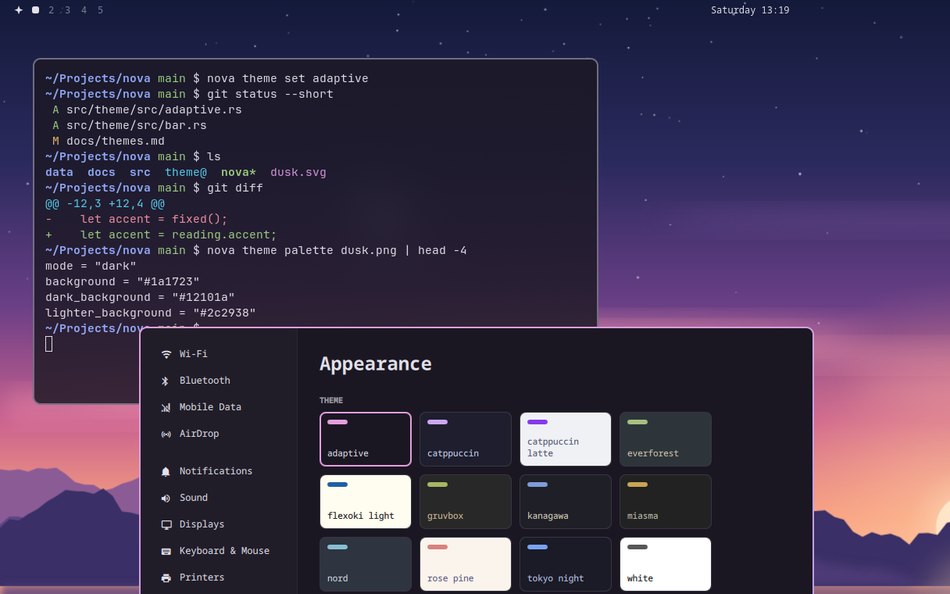 2 3 4 5
Saturday 13:19
~/Projects/nova main $ nova theme set adaptive
~/Projects/nova main $ git status --short
A src/theme/src/adaptive.rs
A src/theme/src/bar.rs
M docs/themes.md
~/Projects/nova main $ ls
data docs src theme@ nova* dusk.svg
~/Projects/nova main $ git diff
@@ -12,3 +12,4 @@
- let accent = fixed();
+ let accent = reading.accent;
~/Projects/nova main $ nova theme palette dusk.png | head -4
mode = "dark"
background = "#1a1723"
dark_background = "#12101a"
lighter_background = "#2c2938"
~/Projects/nova main $
Wi-Fi
Bluetooth
Mobile Data
AirDrop
Notifications
Sound
Displays
Keyboard & Mouse
Printers
Appearance
THEME
adaptive
catppuccin
catppuccin
latte
everforest
flexoki light
gruvbox
kanagawa
miasma
nord
rose pine
tokyo night
white